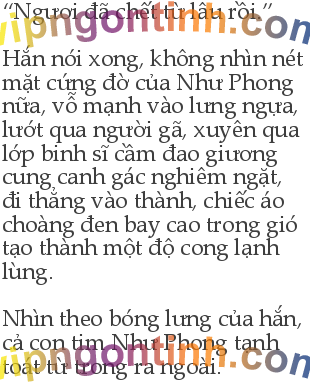 “Ngươi đã chết từ lâu rồi.”
vipngontinh.com
Hắn nói xong, không nhìn nét
mặt cứng đờ của Như Phong
nữa, vỗ mạnh vào lưng ngựa,
lướt qua người gã, xuyên qua
lớp binh sĩ cầm đao giương
cung canh gác nghiêm ngặt,
đi thẳng vào thành, chiếc áo
choàng đen bay cao trong gió
tạo thành một độ cong lạnh
lùng.
Nhìn theo bóng lưng của hắn,
cả con tim Như Phong lạnh
toát từ trong ra ngoài.
vipngontinh.com